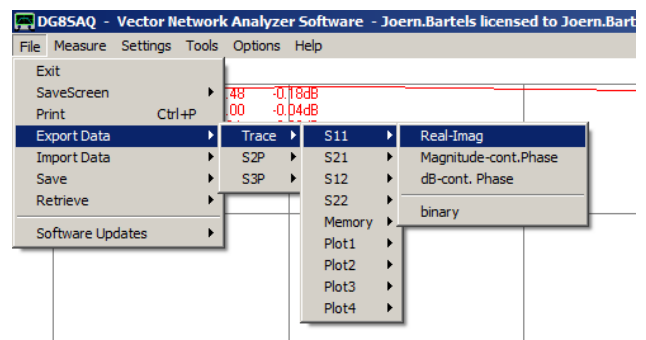 DG8SAQ - Vector Network Analyzer Software - Joern.Bartels licensed to Joern.Bart
File Measure Settings Tools Options Help
Exit
SaveScreen
.48 -0.18dB
Print Ctrl+P
.00 -0.04dB
Export Data
Trace
S11
Real-Imag
Import Data
S2P
S21
Magnitude-cont.Phase
Save
S3P
S12
dB-cont. Phase
Retrieve
S22
binary
Memory
Software Updates
Plot1
Plot2
Plot3
Plot4